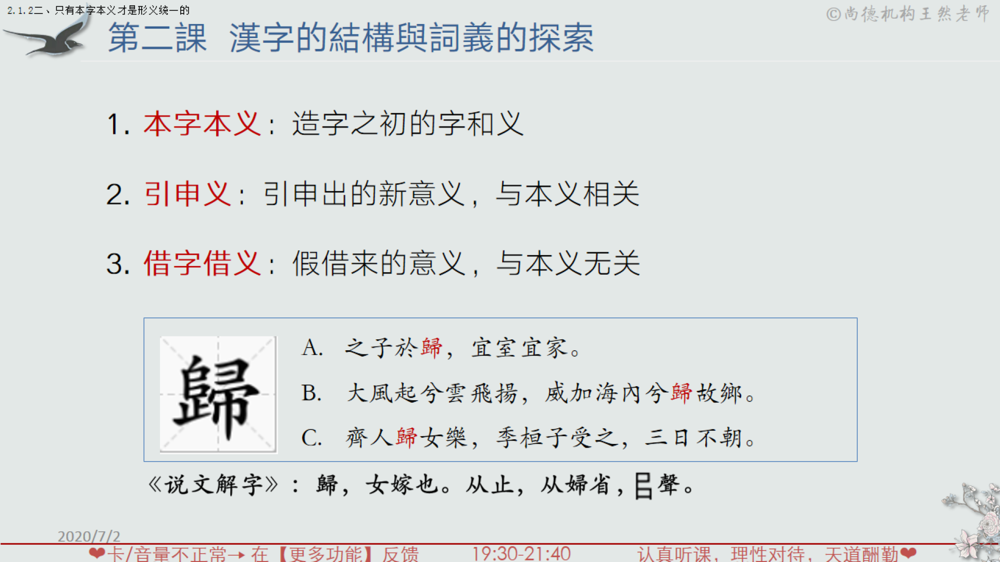 2.1.2二、只有本字本义才是形义统一的
©尚德机构王然老师
第二課 漢字的結構與詞義的探索
1. 本字本义：造字之初的字和义
2. 引申义：引申出的新意义，与本义相关
3. 借字借义：假借来的意义，与本义无关
歸
A. 之子於歸，宜室宜家。
B. 大風起兮雲飛揚，威加海內兮歸故鄉。
C. 齊人歸女樂，季桓子受之，三日不朝。
《说文解字》：歸，女嫁也。从止，从婦省，𠂤聲。
2020/7/2
❤卡/音量不正常→在【更多功能】反馈 19:30-21:40 认真听课，理性对待，天道酬勤❤